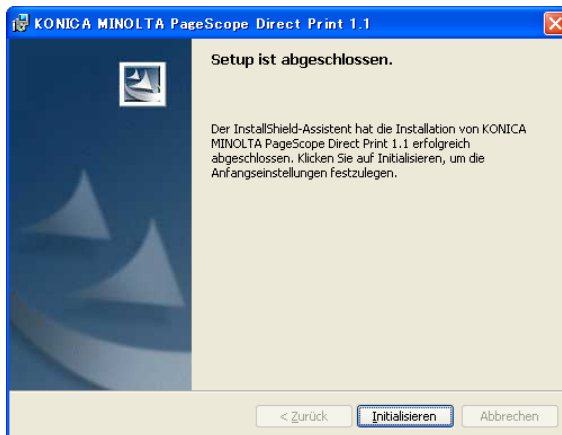 KONICA MINOLTA PageScope Direct Print 1.1
Setup ist abgeschlossen.
Der InstallShield-Assistent hat die Installation von KONICA
MINOLTA PageScope Direct Print 1.1 erfolgreich
abgeschlossen. Klicken Sie auf Initialisieren, um die
Anfangseinstellungen festzulegen.
< Zurück Initialisieren Abbrechen